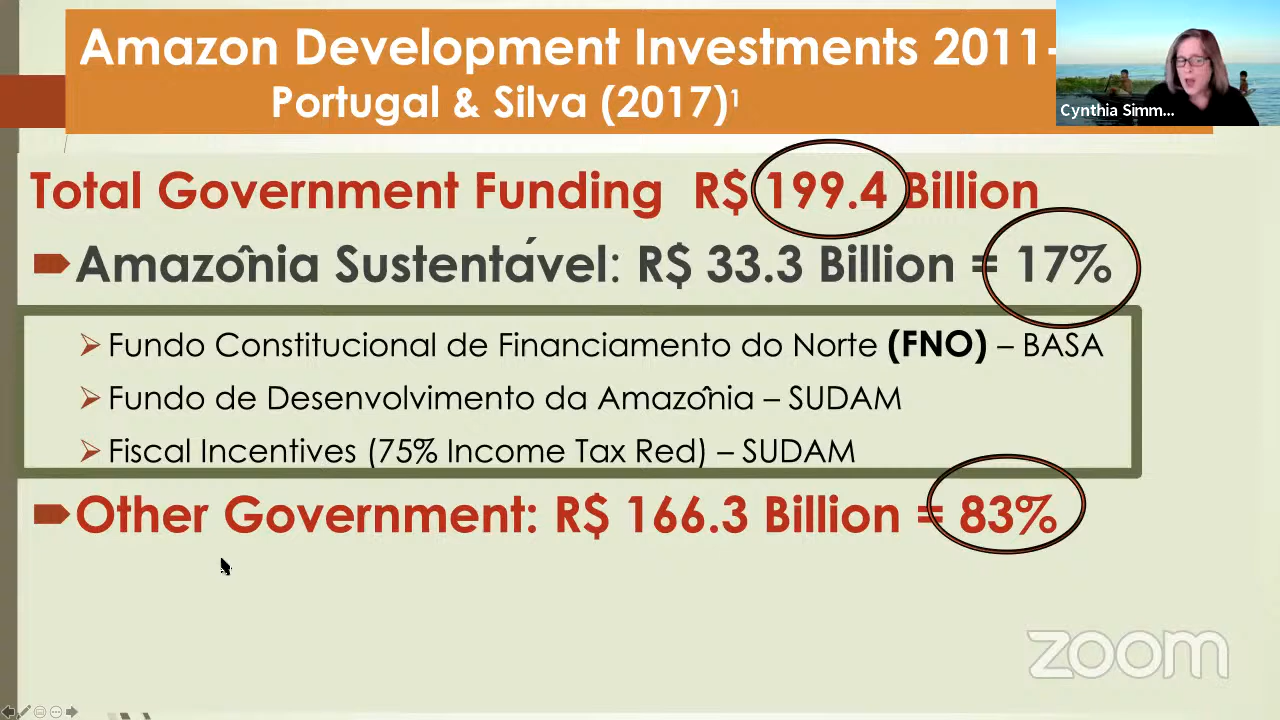 Amazon Development Investments 2011-
Portugal & Silva (2017)¹
Cynthia Simm...
Total Government Funding R$ 199.4 Billion
Amazônia Sustentável: R$ 33.3 Billion = 17%
Fundo Constitucional de Financiamento do Norte (FNO) – BASA
Fundo de Desenvolvimento da Amazônia – SUDAM
Fiscal Incentives (75% Income Tax Red) – SUDAM
Other Government: R$ 166.3 Billion = 83%
zoom